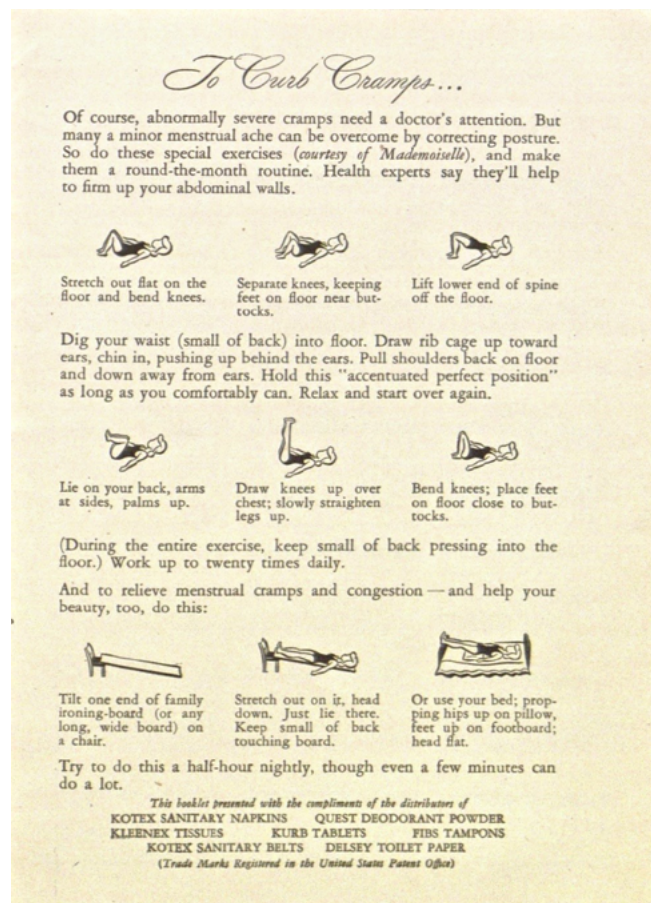 To Curb Cramps...
Of course, abnormally severe cramps need a doctor's attention. But
many a minor menstrual ache can be overcome by correcting posture.
So do these special exercises (courtesy of Mademoiselle), and make
them a round-the-month routine. Health experts say they'll help
to firm up your abdominal walls.
Stretch out flat on the
floor and bend knees.
Separate knees, keeping
feet on floor near but-
tocks.
Lift lower end of spine
off the floor.
Dig your waist (small of back) into floor. Draw rib cage up toward
ears, chin in, pushing up behind the ears. Pull shoulders back on floor
and down away from ears. Hold this "accentuated perfect position"
as long as you comfortably can. Relax and start over again.
Lie on your back, arms
at sides, palms up.
Draw knees up over
chest; slowly straighten
legs up.
Bend knees; place feet
on floor close to but-
tocks.
(During the entire exercise, keep small of back pressing into the
floor.) Work up to twenty times daily.
And to relieve menstrual cramps and congestion — and help your
beauty, too, do this:
Tilt one end of family
ironing-board (or any
long, wide board) on
a chair.
Stretch out on it, head
down. Just lie there.
Keep small of back
touching board.
Or use your bed; prop-
ping hips up on pillow,
feet up on footboard;
head flat.
Try to do this a half-hour nightly, though even a few minutes can
do a lot.
This booklet presented with the compliments of the distributors of
KOTEX SANITARY NAPKINS QUEST DEODORANT POWDER
KLEENEX TISSUES KURB TABLETS FIBS TAMPONS
KOTEX SANITARY BELTS DELSEY TOILET PAPER
(Trade Marks Registered in the United States Patent Office)